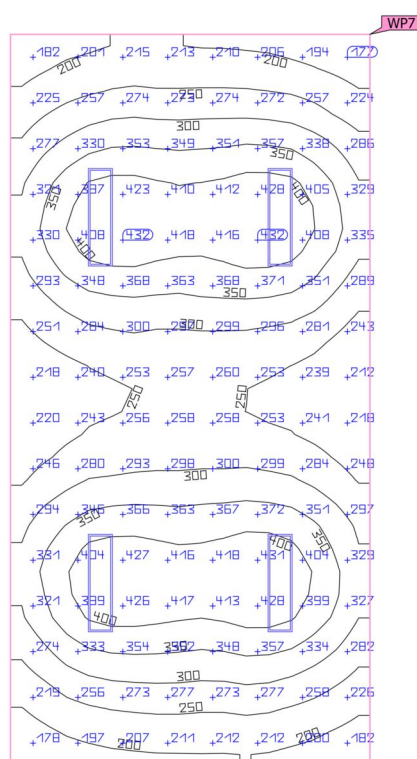 WP7
+182 +201 +215 +213 +210 +206 +194 +177
200 200
+225 +257 +274 +273 +274 +272 +257 +224
250
300
+277 +330 +353 +349 +351 +357 +338 +286
350
+329 +405 +428 +412 +410 +423 +397
350 400
+330 +408 +432 +418 +416 +432 +408 +335
400
+293 +348 +368 +363 +368 +371 +351 +289
350
+251 +284 +300 +299 +296 +281 +243
300
+218 +240 +253 +257 +260 +253 +239 +212
250 250
+220 +243 +256 +258 +258 +253 +241 +218
+246 +280 +293 +298 +300 +299 +284 +248
300
+294 +346 +366 +363 +367 +372 +351 +297
350 350
+331 +404 +427 +416 +418 +431 +404 +329
400
+321 +399 +426 +417 +413 +428 +399 +327
400
+274 +333 +354 +348 +357 +334 +282
300
+219 +256 +273 +277 +273 +277 +258 +226
250
+178 +197 +207 +211 +212 +212 +200 +182
200 200